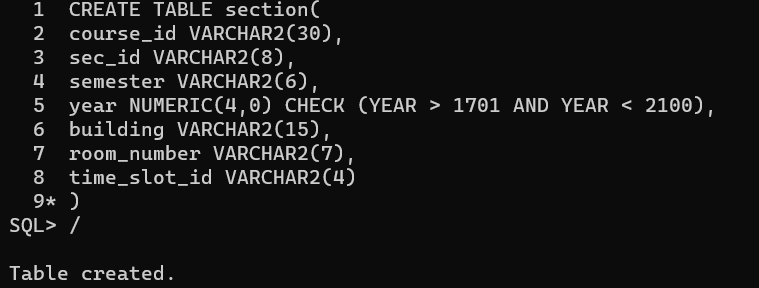 1 CREATE TABLE section(
2 course_id VARCHAR2(30),
3 sec_id VARCHAR2(8),
4 semester VARCHAR2(6),
5 year NUMERIC(4,0) CHECK (YEAR > 1701 AND YEAR < 2100),
6 building VARCHAR2(15),
7 room_number VARCHAR2(7),
8 time_slot_id VARCHAR2(4)
9* )
SQL> /
Table created.